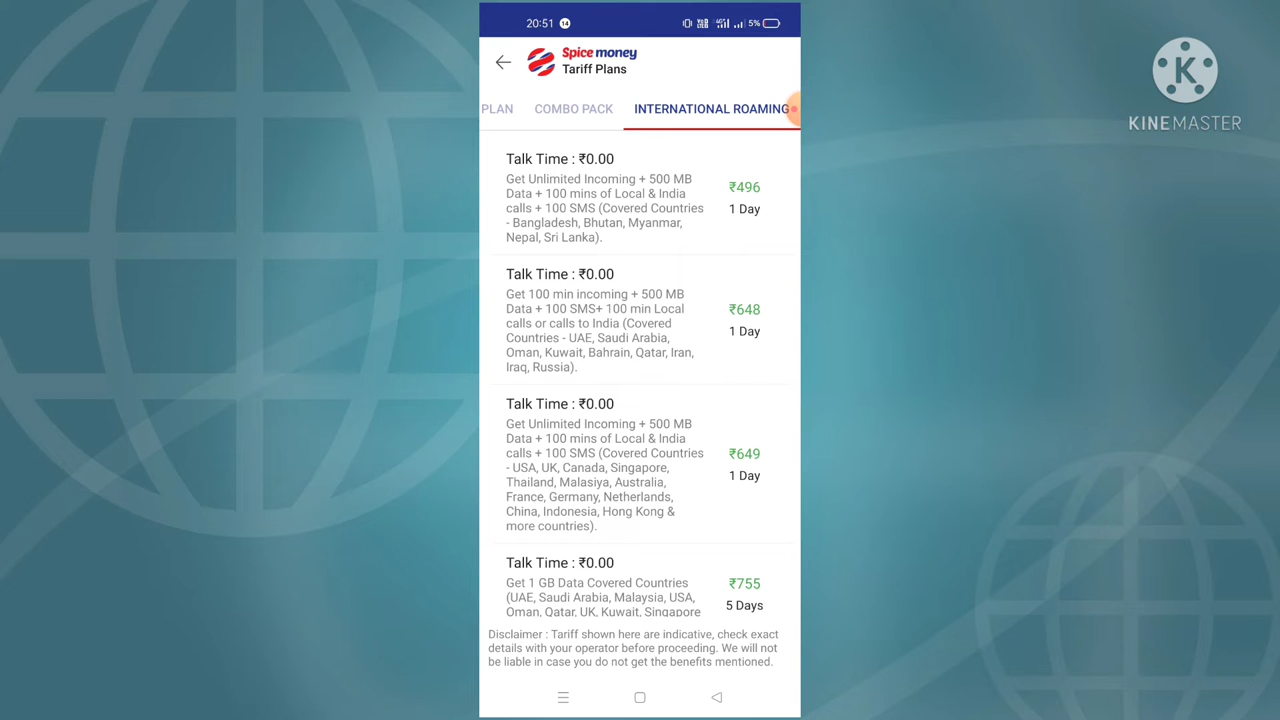 20:51 14 5%
Spice money
Tariff Plans
PLAN COMBO PACK INTERNATIONAL ROAMING
Talk Time : ₹0.00
Get Unlimited Incoming + 500 MB
Data + 100 mins of Local & India
calls + 100 SMS (Covered Countries
- Bangladesh, Bhutan, Myanmar,
Nepal, Sri Lanka).
₹496
1 Day
Talk Time : ₹0.00
Get 100 min incoming + 500 MB
Data + 100 SMS+ 100 min Local
calls or calls to India (Covered
Countries - UAE, Saudi Arabia,
Oman, Kuwait, Bahrain, Qatar, Iran,
Iraq, Russia).
₹648
1 Day
Talk Time : ₹0.00
Get Unlimited Incoming + 500 MB
Data + 100 mins of Local & India
calls + 100 SMS (Covered Countries
- USA, UK, Canada, Singapore,
Thailand, Malasiya, Australia,
France, Germany, Netherlands,
China, Indonesia, Hong Kong &
more countries).
₹649
1 Day
Talk Time : ₹0.00
Get 1 GB Data Covered Countries
(UAE, Saudi Arabia, Malaysia, USA,
Oman, Qatar, UK, Kuwait, Singapore
₹755
5 Days
Disclaimer : Tariff shown here are indicative, check exact
details with your operator before proceeding. We will not
be liable in case you do not get the benefits mentioned.
K
KINEMASTER